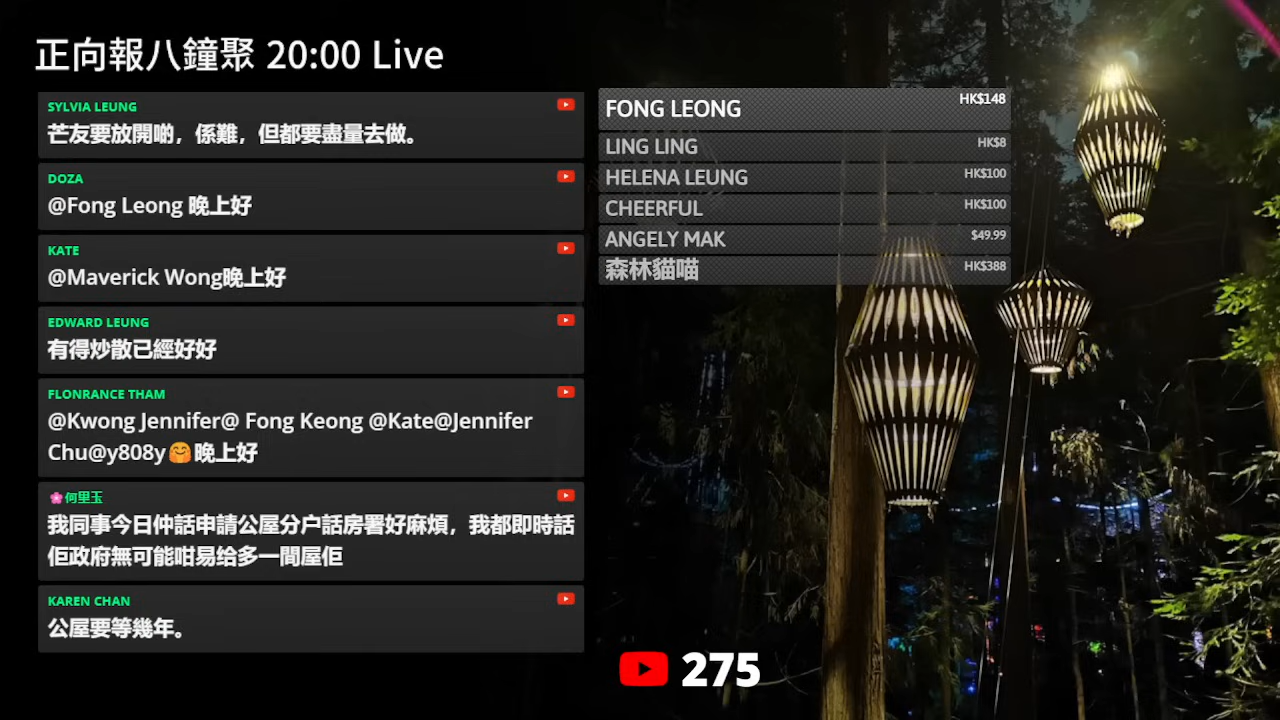 正向報八鐘聚 20:00 Live
SYLVIA LEUNG
芒友要放開啲，係難，但都要盡量去做。
DOZA
@Fong Leong 晚上好
KATE
@Maverick Wong晚上好
EDWARD LEUNG
有得炒散已經好好
FLONRANCE THAM
@Kwong Jennifer@ Fong Keong @Kate@Jennifer
Chu@y808y🤗晚上好
🌸何里玉
我同事今日仲話申請公屋分户話房署好麻煩，我都即時話
佢政府無可能咁易给多一間屋佢
KAREN CHAN
公屋要等幾年。
FONG LEONG HK$148
LING LING HK$8
HELENA LEUNG HK$100
CHEERFUL HK$100
ANGELY MAK $49.99
森林貓喵 HK$388
275